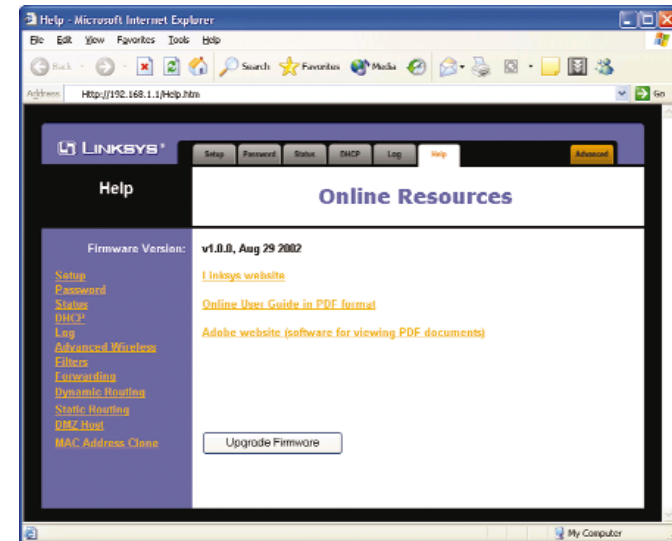 Help - Microsoft Internet Explorer
File Edit View Favorites Tools Help
Back Search Favorites Media
Address Http://192.168.1.1/Help.htm Go
LINKSYS®
Setup Password Status DHCP Log Help Advanced
Help
Online Resources
Firmware Version: v1.0.0, Aug 29 2002
Setup
Password
Status
DHCP
Log
Advanced Wireless
Filters
Forwarding
Dynamic Routing
Static Routing
DMZ Host
MAC Address Clone
Linksys website
Online User Guide in PDF format
Adobe website (software for viewing PDF documents)
Upgrade Firmware
My Computer